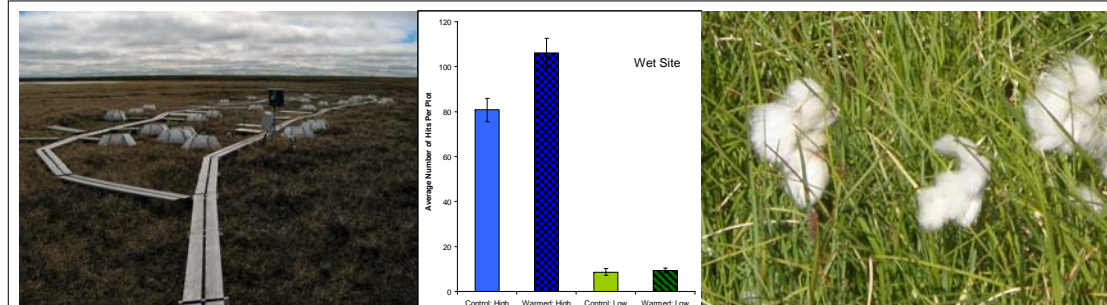 120
100
80
60
40
20
0
Average Number of Hits Per Plot
Wet Site
Control: High
Warmed: High
Control: Low
Warmed: Low